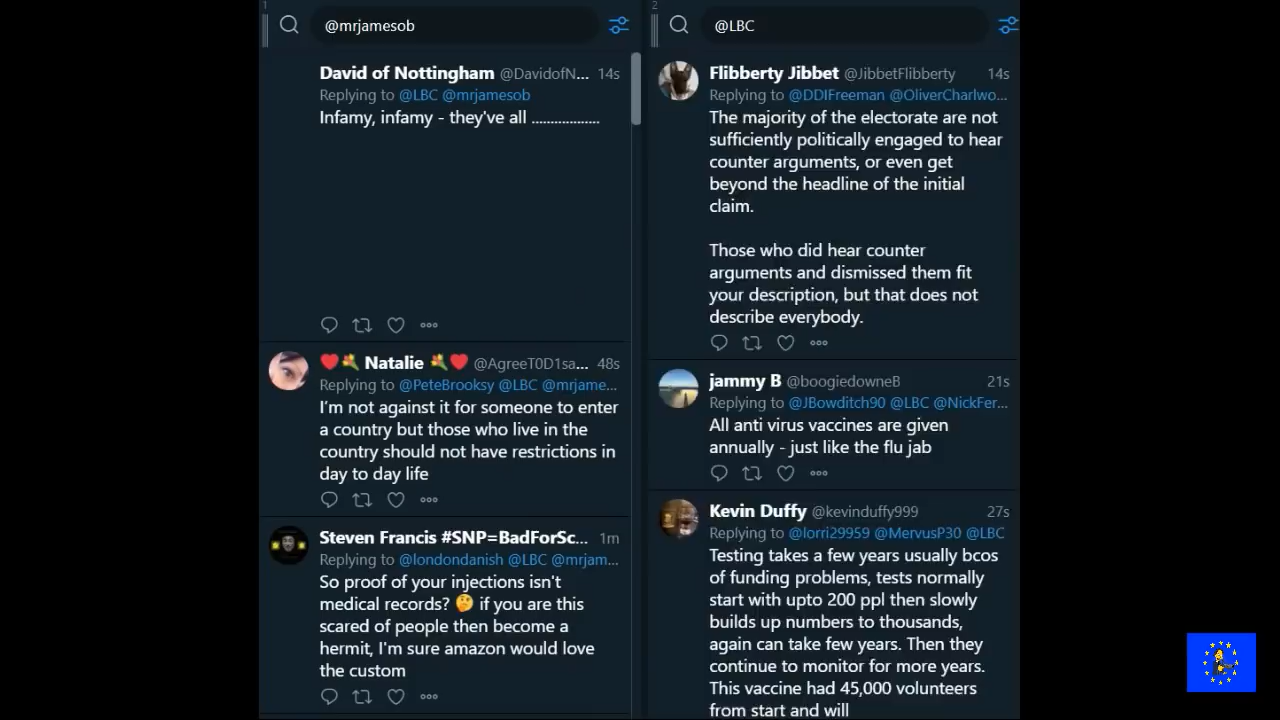 1
@mrjamesob
David of Nottingham @DavidofN... 14s
Replying to @LBC @mrjamesob
Infamy, infamy - they've all ..................
❤️💐 Natalie 💐❤️ @AgreeT0D1sa... 48s
Replying to @PeteBrooksy @LBC @mrjame...
I'm not against it for someone to enter
a country but those who live in the
country should not have restrictions in
day to day life
Steven Francis #SNP=BadForSc... 1m
Replying to @londondanish @LBC @mrjam...
So proof of your injections isn't
medical records? 🤔 if you are this
scared of people then become a
hermit, I'm sure amazon would love
the custom
2
@LBC
Flibberty Jibbet @JibbetFlibberty 14s
Replying to @DDIFreeman @OliverCharlwo...
The majority of the electorate are not
sufficiently politically engaged to hear
counter arguments, or even get
beyond the headline of the initial
claim.
Those who did hear counter
arguments and dismissed them fit
your description, but that does not
describe everybody.
jammy B @boogiedowneB 21s
Replying to @JBowditch90 @LBC @NickFer...
All anti virus vaccines are given
annually - just like the flu jab
Kevin Duffy @kevinduffy999 27s
Replying to @lorri29959 @MervusP30 @LBC
Testing takes a few years usually bcos
of funding problems, tests normally
start with upto 200 ppl then slowly
builds up numbers to thousands,
again can take few years. Then they
continue to monitor for more years.
This vaccine had 45,000 volunteers
from start and will